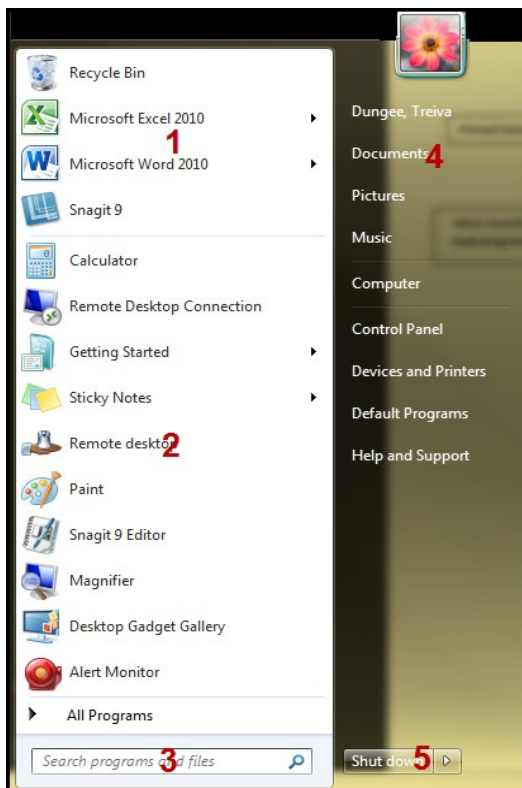 Recycle Bin
Microsoft Excel 2010
1
Microsoft Word 2010
Snagit 9
Calculator
Remote Desktop Connection
Getting Started
Sticky Notes
Remote desktop
2
Paint
Snagit 9 Editor
Magnifier
Desktop Gadget Gallery
Alert Monitor
All Programs
Search programs and files
3
Dungee, Treiva
Documents
4
Pictures
Music
Computer
Control Panel
Devices and Printers
Default Programs
Help and Support
Shut down
5